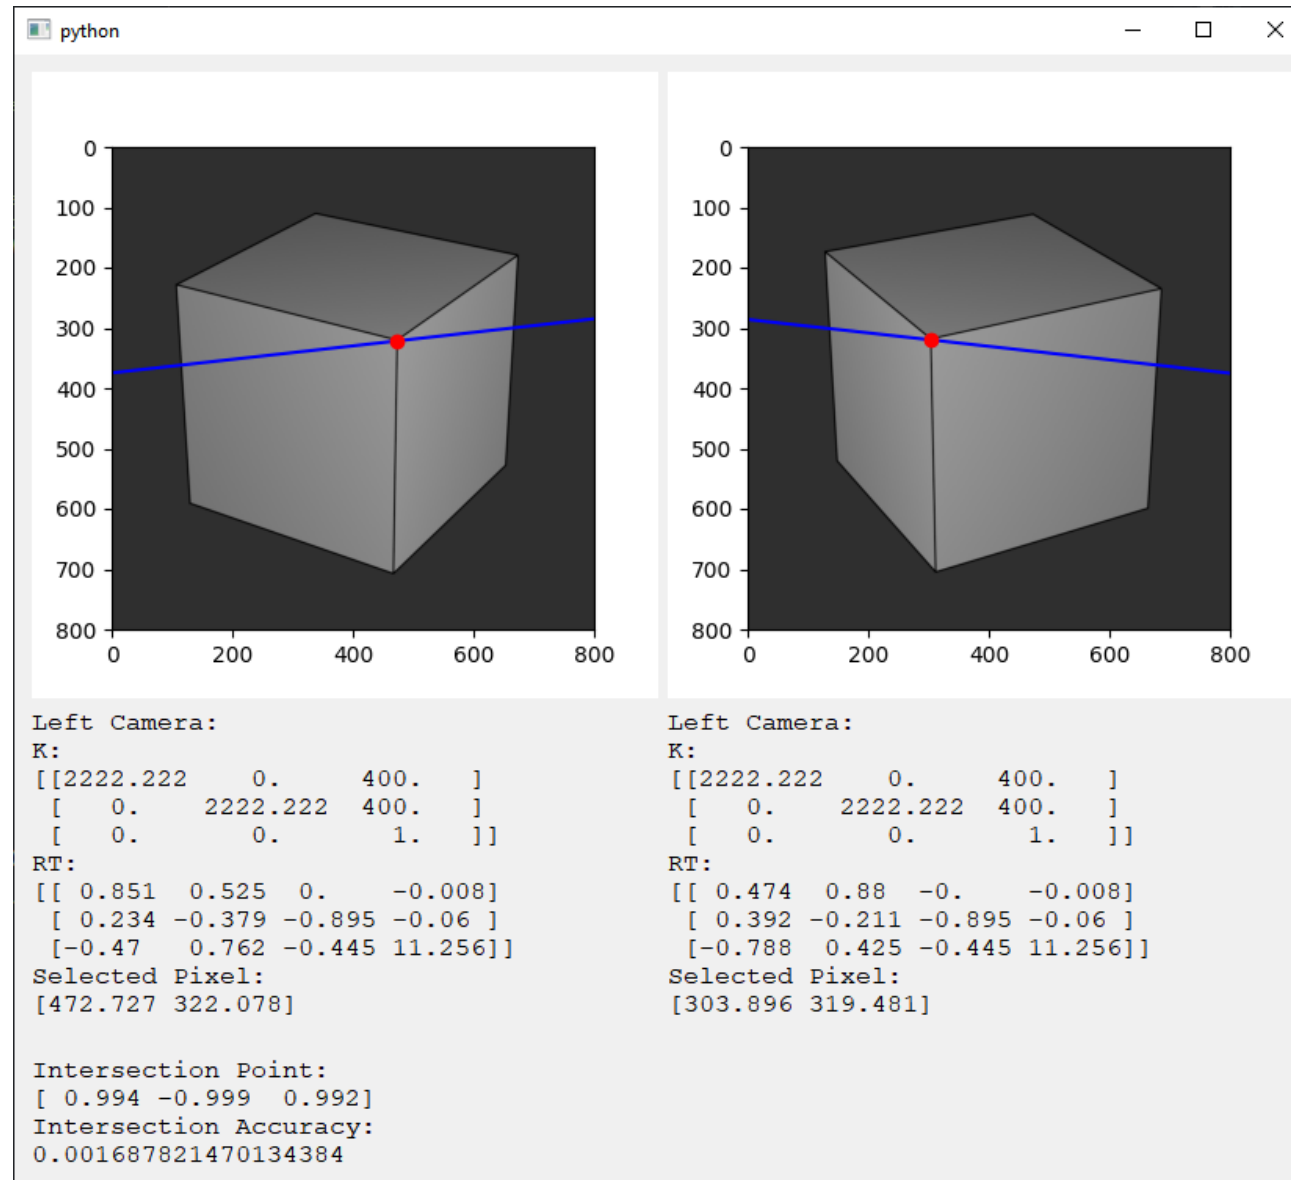 python
0
100
200
300
400
500
600
700
800
0 200 400 600 800
0
100
200
300
400
500
600
700
800
0 200 400 600 800
Left Camera:
K:
[[2222.222 0. 400. ]
[ 0. 2222.222 400. ]
[ 0. 0. 1. ]]
RT:
[[ 0.851 0.525 0. -0.008]
[ 0.234 -0.379 -0.895 -0.06 ]
[-0.47 0.762 -0.445 11.256]]
Selected Pixel:
[472.727 322.078]
Left Camera:
K:
[[2222.222 0. 400. ]
[ 0. 2222.222 400. ]
[ 0. 0. 1. ]]
RT:
[[ 0.474 0.88 -0. -0.008]
[ 0.392 -0.211 -0.895 -0.06 ]
[-0.788 0.425 -0.445 11.256]]
Selected Pixel:
[303.896 319.481]
Intersection Point:
[ 0.994 -0.999 0.992]
Intersection Accuracy:
0.001687821470134384